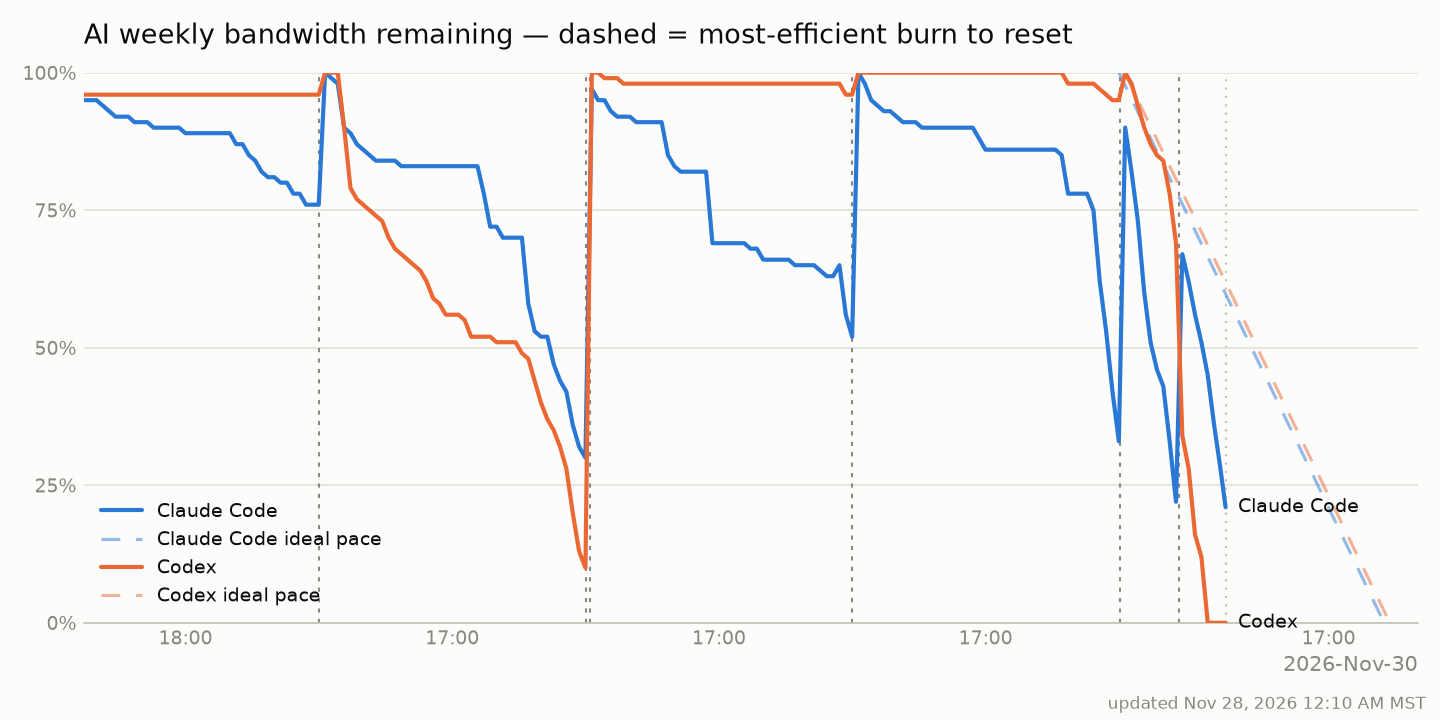 AI weekly bandwidth remaining — dashed = most-efficient burn to reset
100%
75%
50%
25%
0%
Claude Code
Claude Code ideal pace
Codex
Codex ideal pace
Claude Code
Codex
18:00
17:00
17:00
17:00
17:00
2026-Nov-30
updated Nov 28, 2026 12:10 AM MST